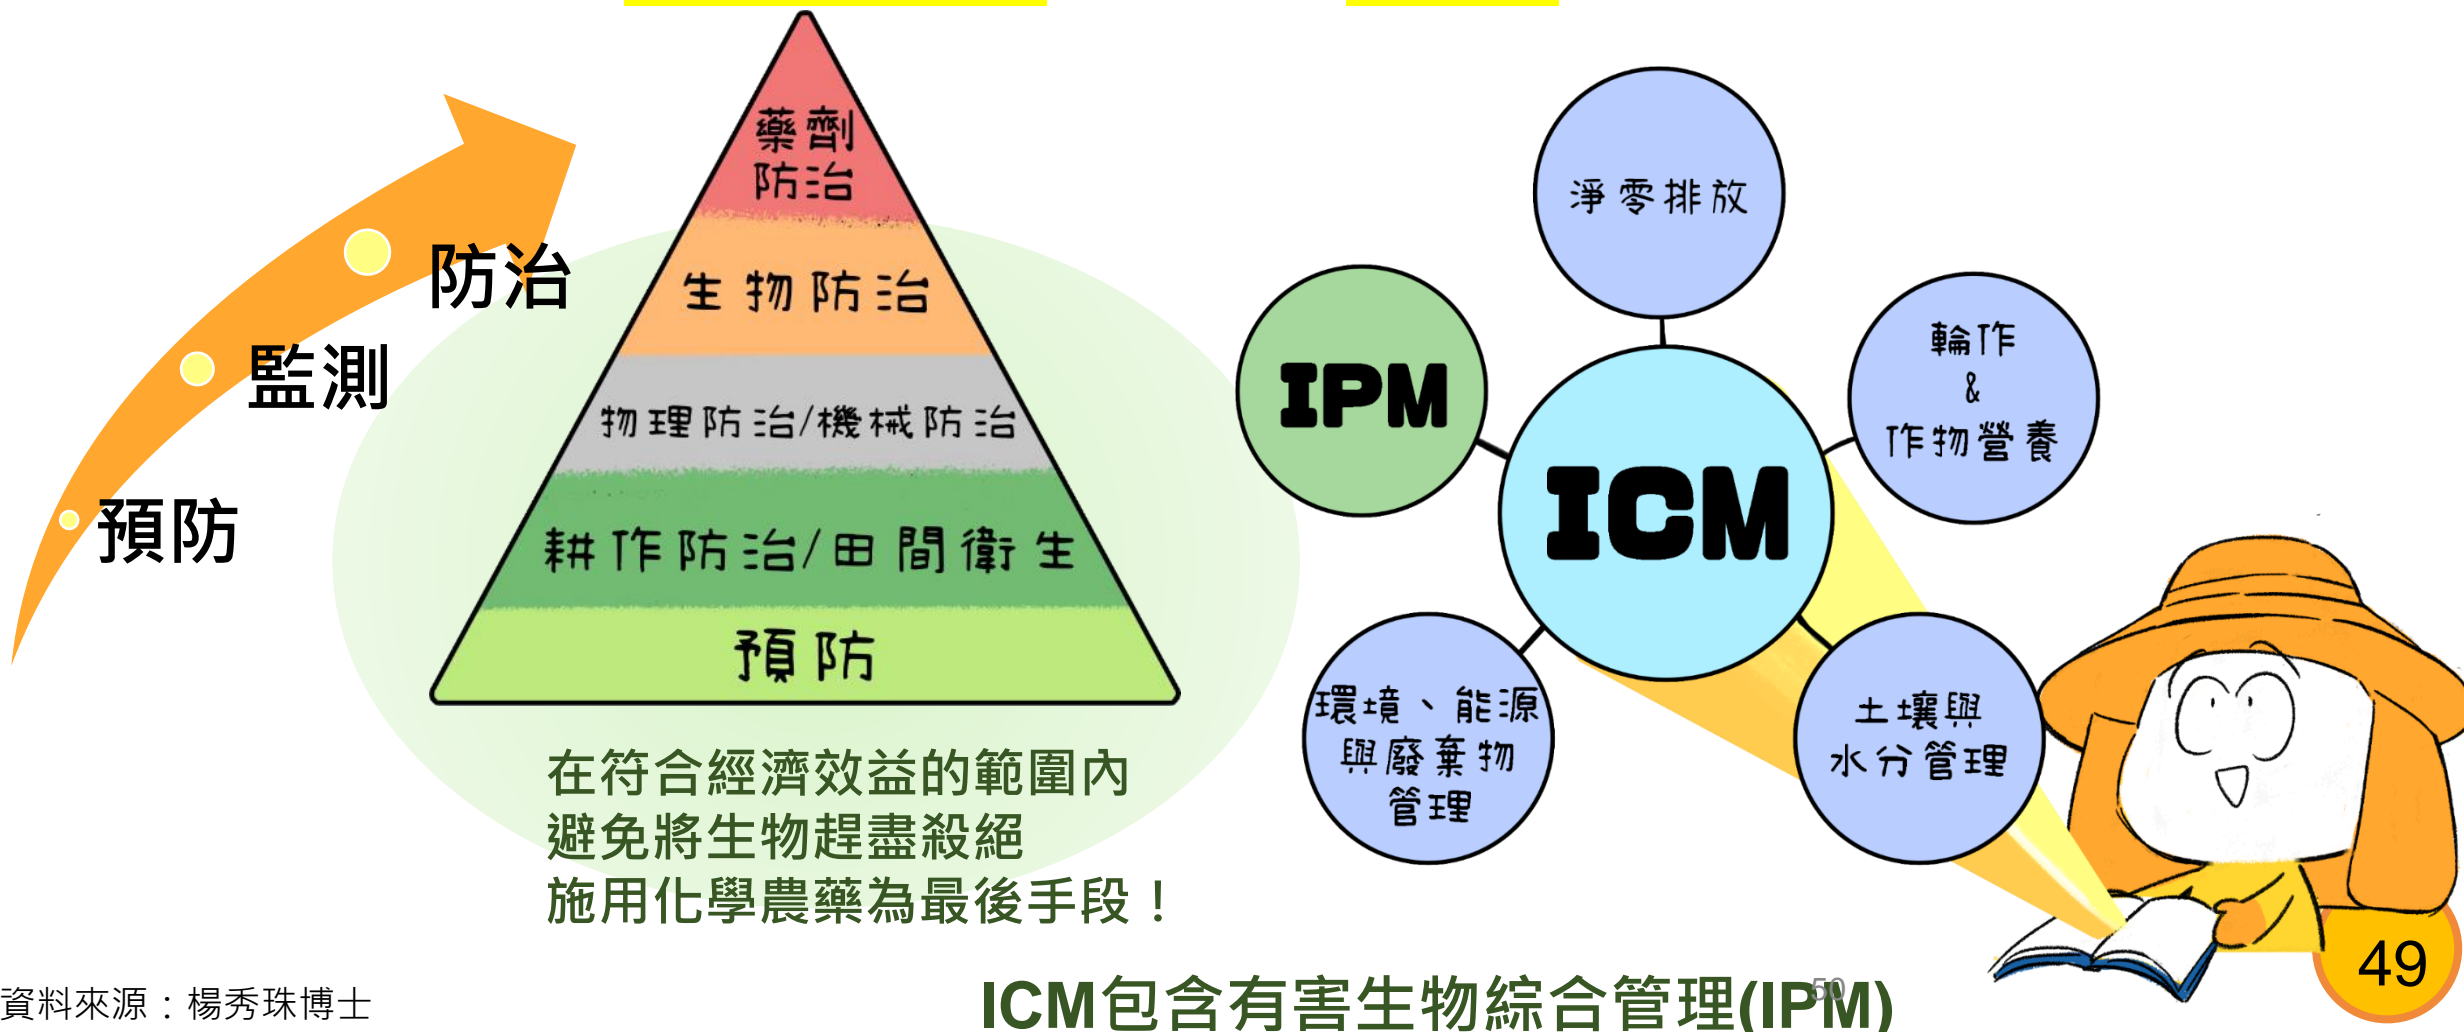 防治
監測
預防
藥劑
防治
生物防治
物理防治/機械防治
耕作防治/田間衛生
預防
在符合經濟效益的範圍內
避免將生物趕盡殺絕
施用化學農藥為最後手段！
淨零排放
IPM
輪作
&
作物營養
ICM
環境、能源
與廢棄物
管理
土壤與
水分管理
49
資料來源：楊秀珠博士
ICM包含有害生物綜合管理(IPM)
50